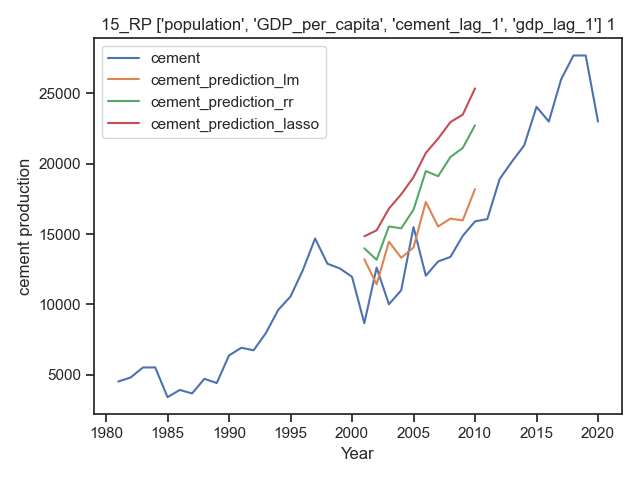 15_RP ['population', 'GDP_per_capita', 'cement_lag_1', 'gdp_lag_1'] 1
cement
cement_prediction_lm
cement_prediction_rr
cement_prediction_lasso
25000
20000
15000
10000
5000
cement production
1980 1985 1990 1995 2000 2005 2010 2015 2020
Year